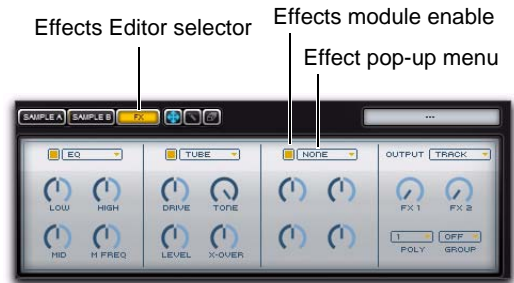 Effects Editor selector
Effects module enable
Effect pop-up menu
SAMPLE A SAMPLE B FX ---
EQ TUBE NONE OUTPUT TRACK
LOW HIGH DRIVE TONE FX 1 FX 2
1 OFF
MID M FREQ LEVEL X-OVER POLY GROUP